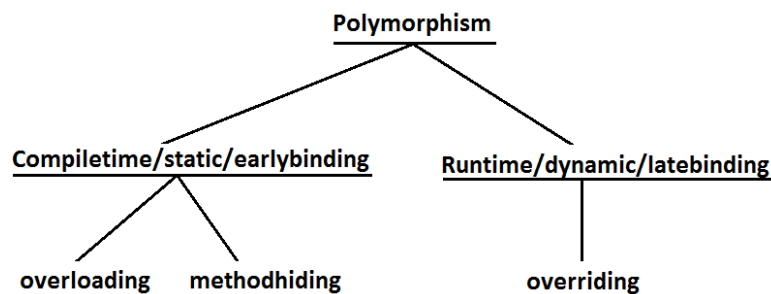 Polymorphism
Compiletime/static/earlybinding
Runtime/dynamic/latebinding
overloading
methodhiding
overriding